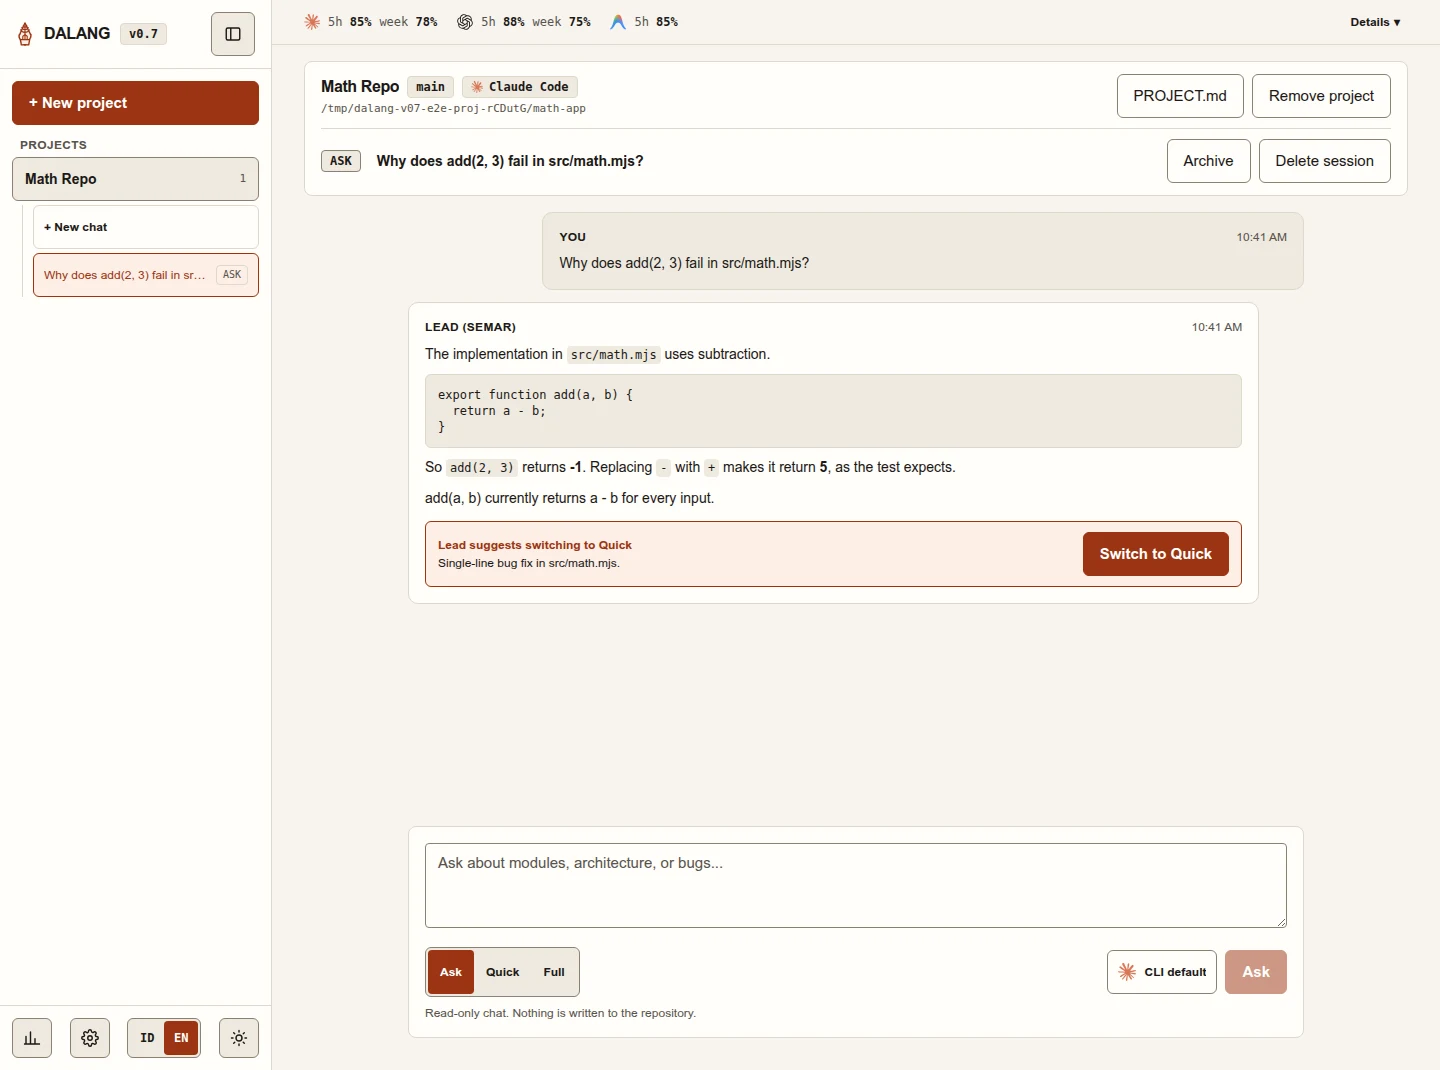 DALANG v0.7
+ New project
PROJECTS
Math Repo 1
+ New chat
Why does add(2, 3) fail in sr... ASK
ID EN
5h 85% week 78% 5h 88% week 75% 5h 85% Details ▾
Math Repo main Claude Code
/tmp/dalang-v07-e2e-proj-rCDutG/math-app
PROJECT.md Remove project
ASK Why does add(2, 3) fail in src/math.mjs?
Archive Delete session
YOU 10:41 AM
Why does add(2, 3) fail in src/math.mjs?
LEAD (SEMAR) 10:41 AM
The implementation in src/math.mjs uses subtraction.
export function add(a, b) {
  return a - b;
}
So add(2, 3) returns -1. Replacing - with + makes it return 5, as the test expects.
add(a, b) currently returns a - b for every input.
Lead suggests switching to Quick
Single-line bug fix in src/math.mjs.
Switch to Quick
Ask about modules, architecture, or bugs...
Ask Quick Full
CLI default Ask
Read-only chat. Nothing is written to the repository.